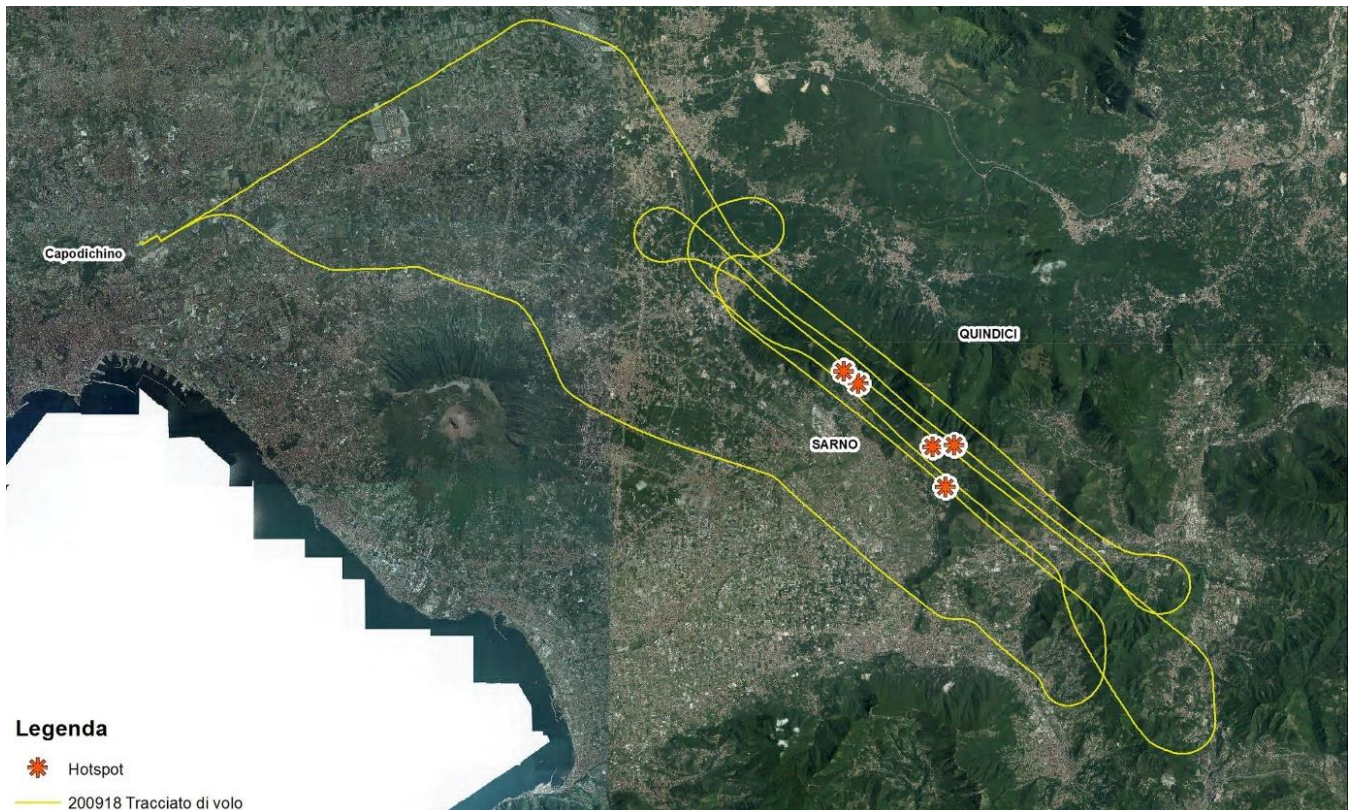 Capodichino
QUINDICI
SARNO
Legenda
Hotspot
200918 Tracciato di volo